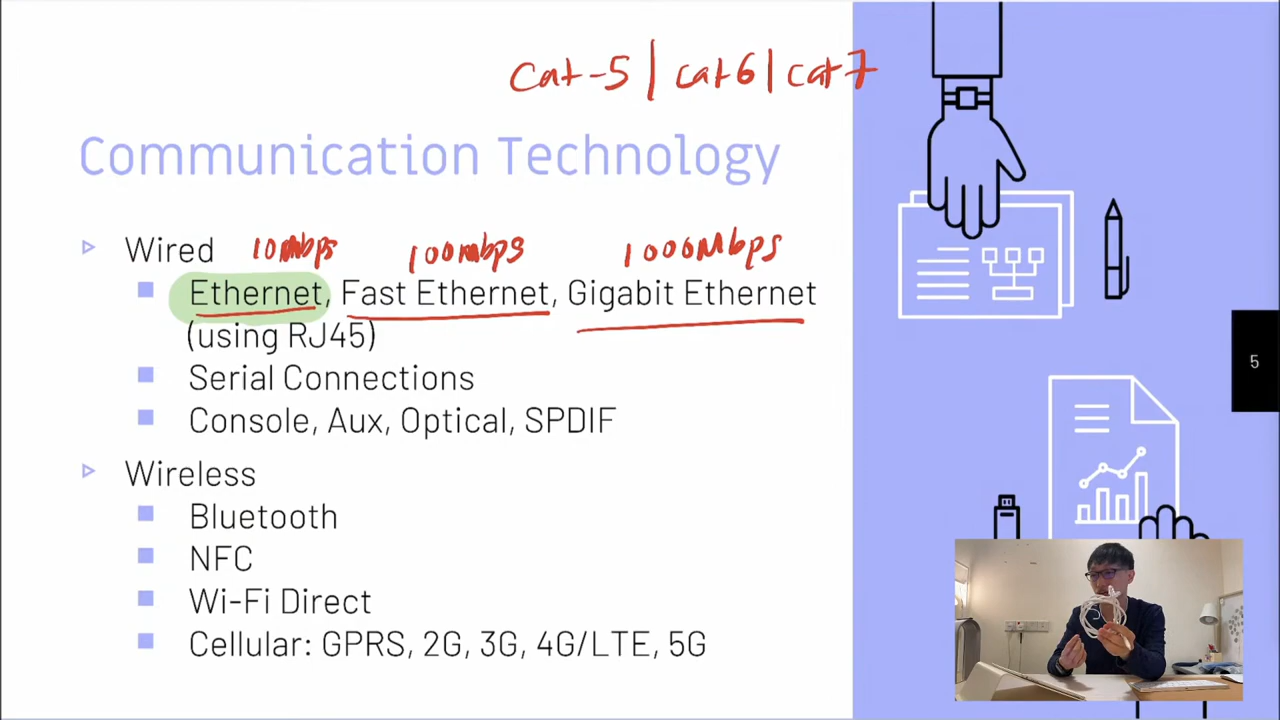 cat-5 | cat6 | cat7
Communication Technology
Wired
10Mbps 100Mbps 1000Mbps
Ethernet, Fast Ethernet, Gigabit Ethernet
(using RJ45)
Serial Connections
Console, Aux, Optical, SPDIF
Wireless
Bluetooth
NFC
Wi-Fi Direct
Cellular: GPRS, 2G, 3G, 4G/LTE, 5G
5